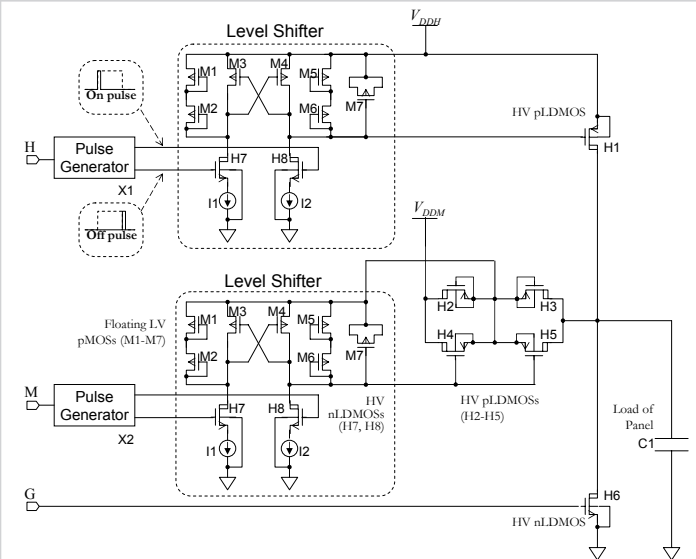 Level Shifter
V_DDH
M1
M3
M4
M5
M2
M6
M7
On pulse
HV pLDMOS
H1
H
Pulse
Generator
X1
H7
H8
I1
I2
Off pulse
V_DDM
Level Shifter
Floating LV
pMOSs (M1-M7)
M1
M3
M4
M5
M2
M6
M7
H2
H3
H4
H5
M
Pulse
Generator
X2
H7
H8
I1
I2
HV
nLDMOSs
(H7, H8)
HV pLDMOSs
(H2-H5)
Load of
Panel
C1
G
H6
HV nLDMOS